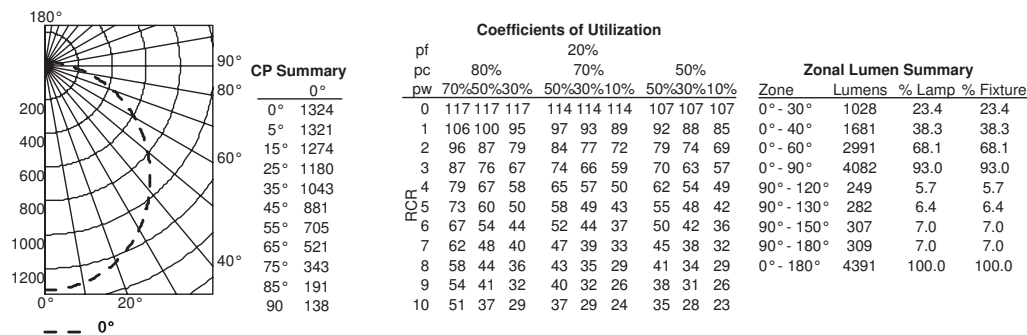 180°
90°
80°
60°
40°
200
400
600
800
1000
1200
0° 20°
0°
CP Summary
0°
0° 1324
5° 1321
15° 1274
25° 1180
35° 1043
45° 881
55° 705
65° 521
75° 343
85° 191
90 138
Coefficients of Utilization
pf 20%
pc 80% 70% 50%
pw 70%50%30% 50%30%10% 50%30%10%
RCR
0 117 117 117 114 114 114 107 107 107
1 106 100 95 97 93 89 92 88 85
2 96 87 79 84 77 72 79 74 69
3 87 76 67 74 66 59 70 63 57
4 79 67 58 65 57 50 62 54 49
5 73 60 50 58 49 43 55 48 42
6 67 54 44 52 44 37 50 42 36
7 62 48 40 47 39 33 45 38 32
8 58 44 36 43 35 29 41 34 29
9 54 41 32 40 32 26 38 31 26
10 51 37 29 37 29 24 35 28 23
Zonal Lumen Summary
Zone Lumens % Lamp % Fixture
0° - 30° 1028 23.4 23.4
0° - 40° 1681 38.3 38.3
0° - 60° 2991 68.1 68.1
0° - 90° 4082 93.0 93.0
90° - 120° 249 5.7 5.7
90° - 130° 282 6.4 6.4
90° - 150° 307 7.0 7.0
90° - 180° 309 7.0 7.0
0° - 180° 4391 100.0 100.0